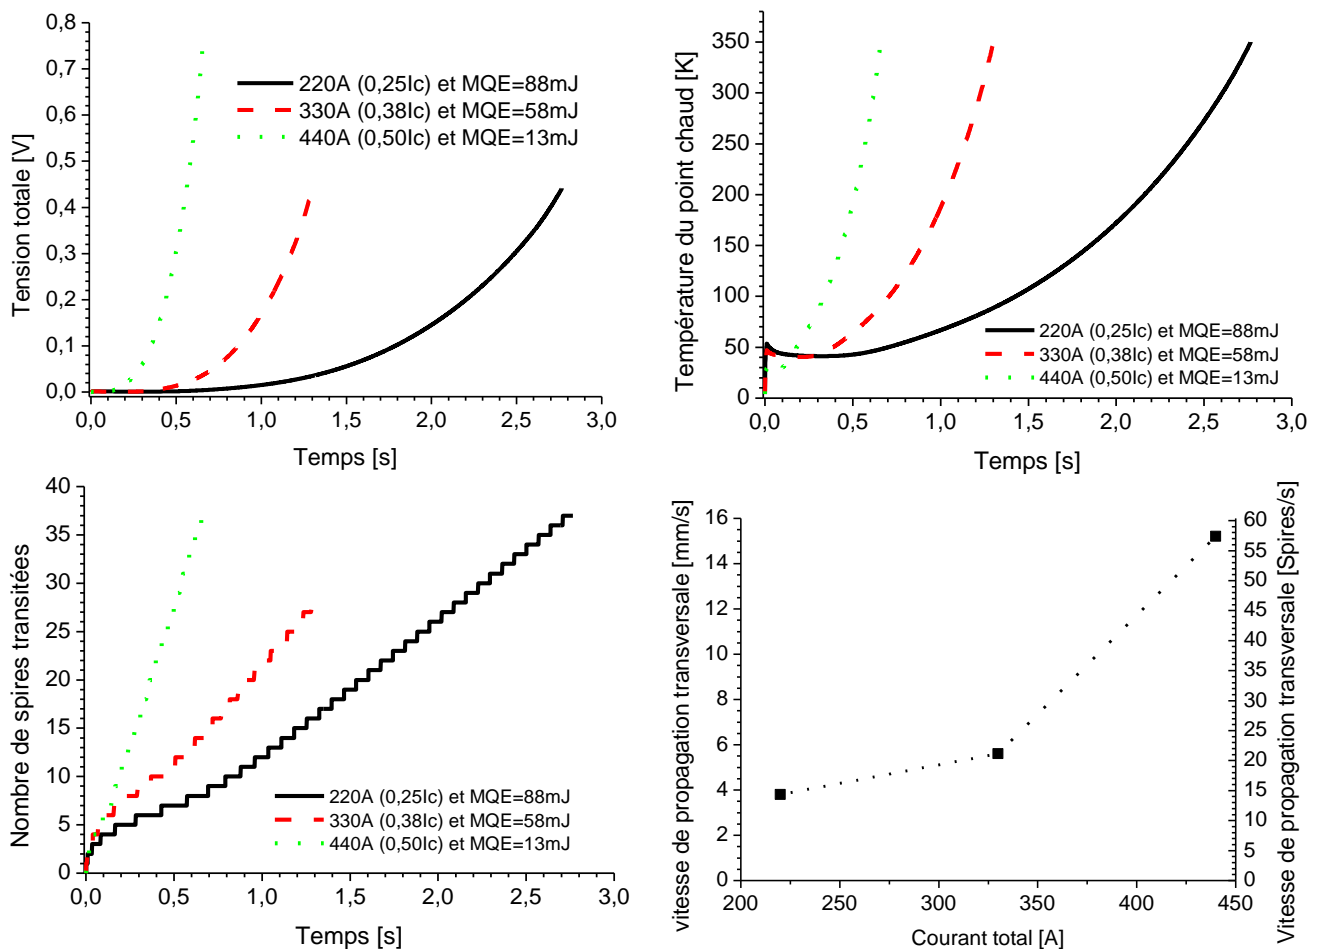 Tension totale [V]
0,8
0,7
0,6
0,5
0,4
0,3
0,2
0,1
0,0
220A (0,25Ic) et MQE=88mJ
330A (0,38Ic) et MQE=58mJ
440A (0,50Ic) et MQE=13mJ
0,0 0,5 1,0 1,5 2,0 2,5 3,0
Temps [s]
Température du point chaud [K]
350
300
250
200
150
100
50
0
220A (0,25Ic) et MQE=88mJ
330A (0,38Ic) et MQE=58mJ
440A (0,50Ic) et MQE=13mJ
0,0 0,5 1,0 1,5 2,0 2,5 3,0
Temps [s]
Nombre de spires transitées
40
35
30
25
20
15
10
5
0
220A (0,25Ic) et MQE=88mJ
330A (0,38Ic) et MQE=58mJ
440A (0,50Ic) et MQE=13mJ
0,0 0,5 1,0 1,5 2,0 2,5 3,0
Temps [s]
vitesse de propagation transversale [mm/s]
16
14
12
10
8
6
4
2
0
200 250 300 350 400 450
Courant total [A]
60
55
50
45
40
35
30
25
20
15
10
5
0
Vitesse de propagation transversale [Spires/s]